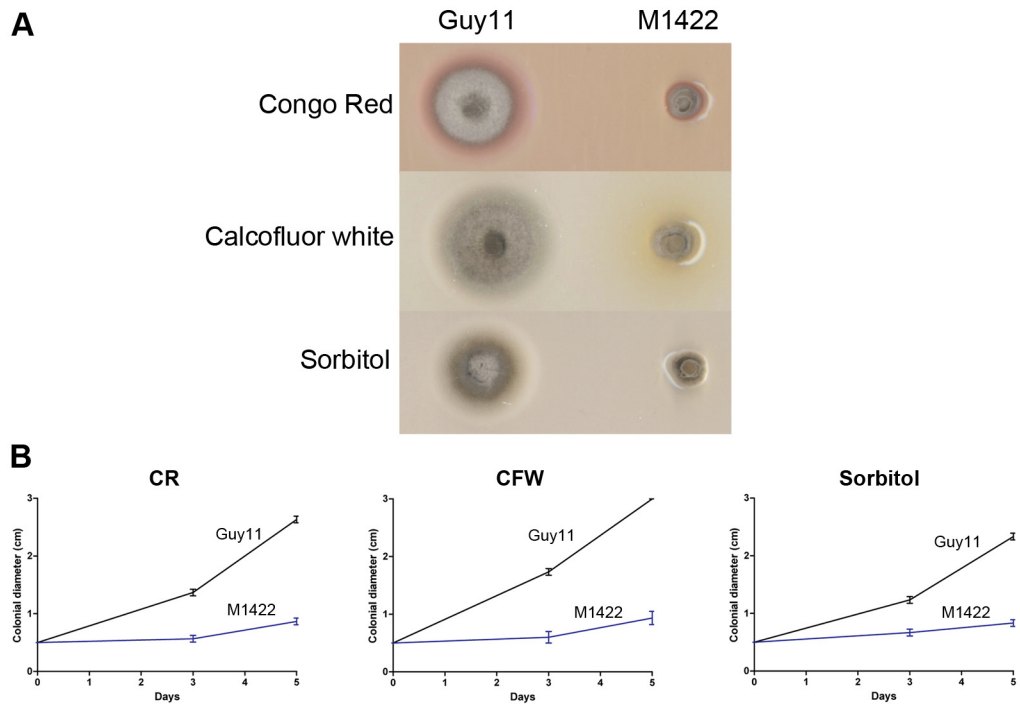 A
Guy11 M1422
Congo Red
Calcofluor white
Sorbitol
B
CR
Colonial diameter (cm)
3
2
1
0
Guy11
M1422
0 1 2 3 4 5
Days
CFW
Colonial diameter (cm)
3
2
1
0
Guy11
M1422
0 1 2 3 4 5
Days
Sorbitol
Colonial diameter (cm)
3
2
1
0
Guy11
M1422
0 1 2 3 4 5
Days